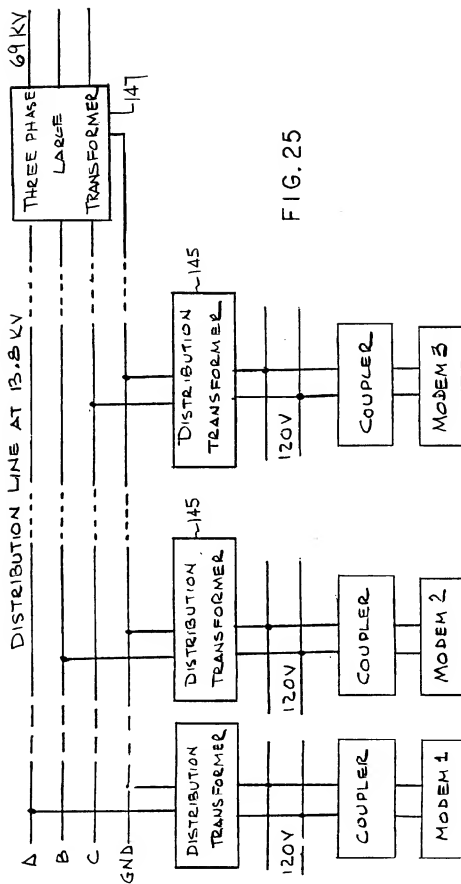 DISTRIBUTION LINE AT 13.8 KV
69 KV
A
B
C
GND
THREE PHASE
LARGE
TRANSFORMER
147
DISTRIBUTION
TRANSFORMER
DISTRIBUTION
TRANSFORMER
145
DISTRIBUTION
TRANSFORMER
145
120V
120V
120V
COUPLER
COUPLER
COUPLER
MODEM 1
MODEM 2
MODEM 3
FIG. 25